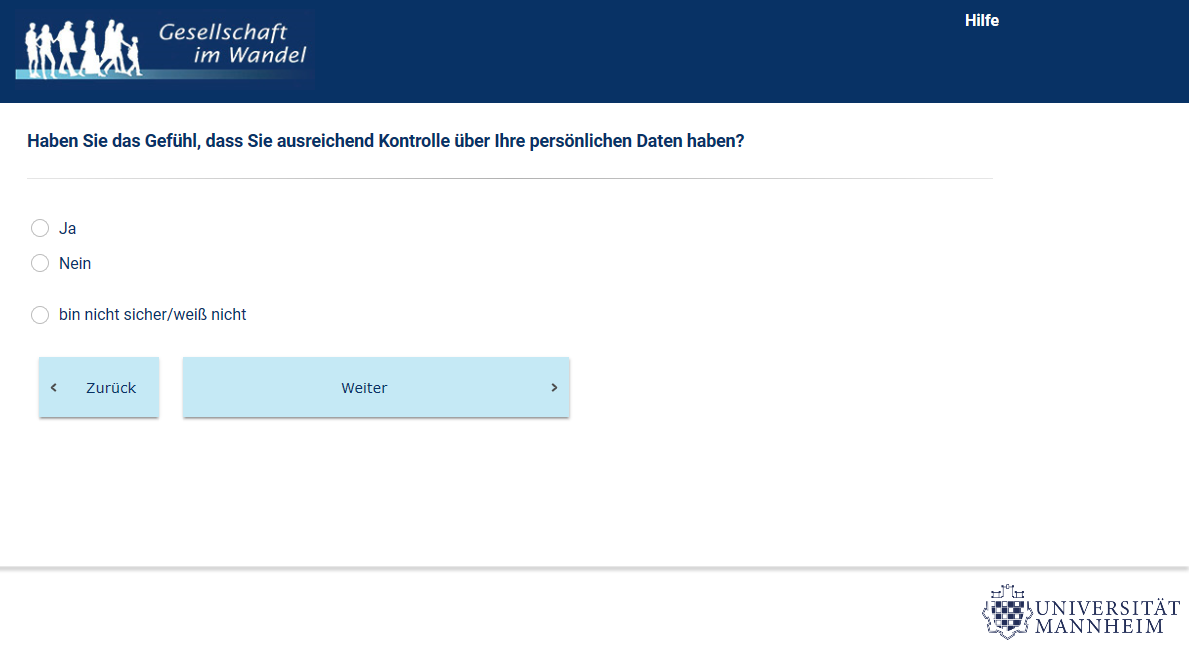 Gesellschaft
im Wandel
Hilfe
Haben Sie das Gefühl, dass Sie ausreichend Kontrolle über Ihre persönlichen Daten haben?
Ja
Nein
bin nicht sicher/weiß nicht
Zurück
Weiter
UNIVERSITÄT
MANNHEIM